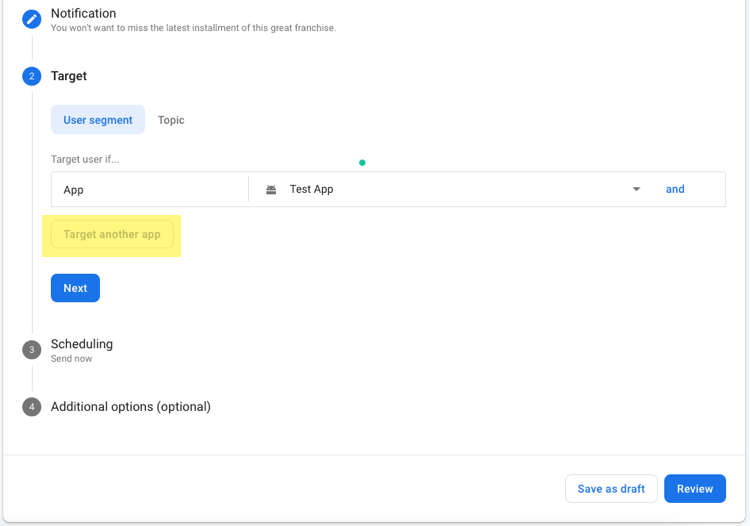 Notification
You won't want to miss the latest installment of this great franchise.
2 Target
User segment Topic
Target user if...
App Test App and
Target another app
Next
3 Scheduling
Send now
4 Additional options (optional)
Save as draft Review